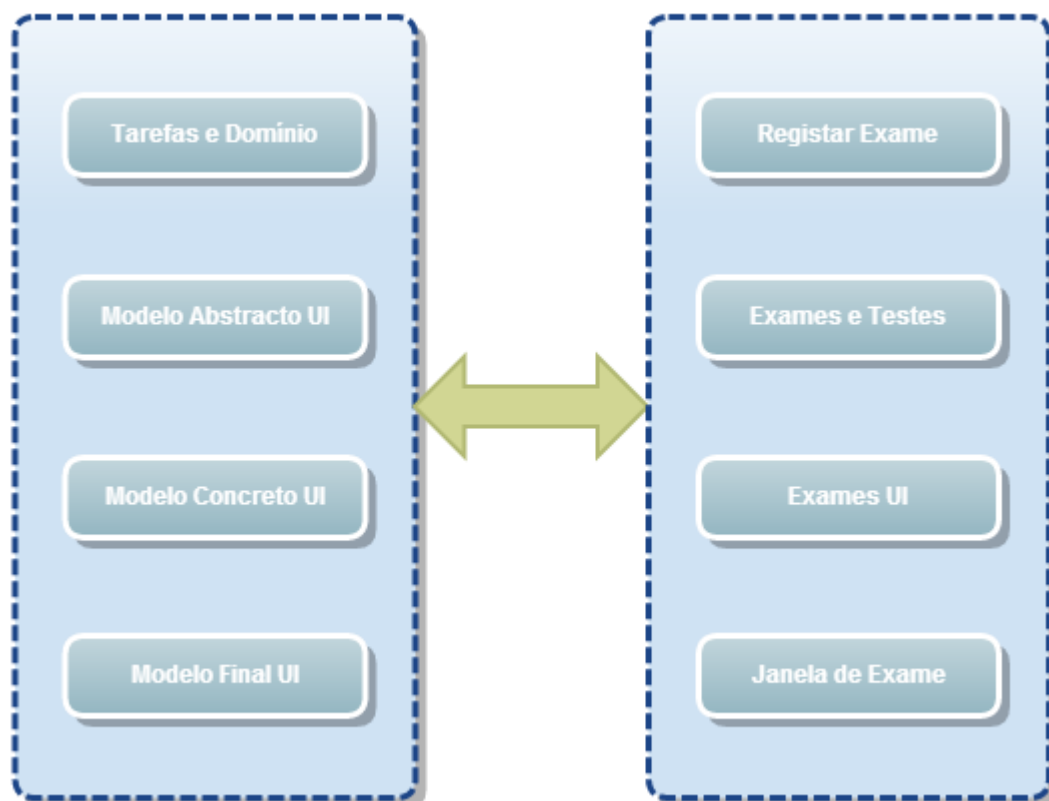 Tarefas e Domínio
Modelo Abstracto UI
Modelo Concreto UI
Modelo Final UI
Registar Exame
Exames e Testes
Exames UI
Janela de Exame